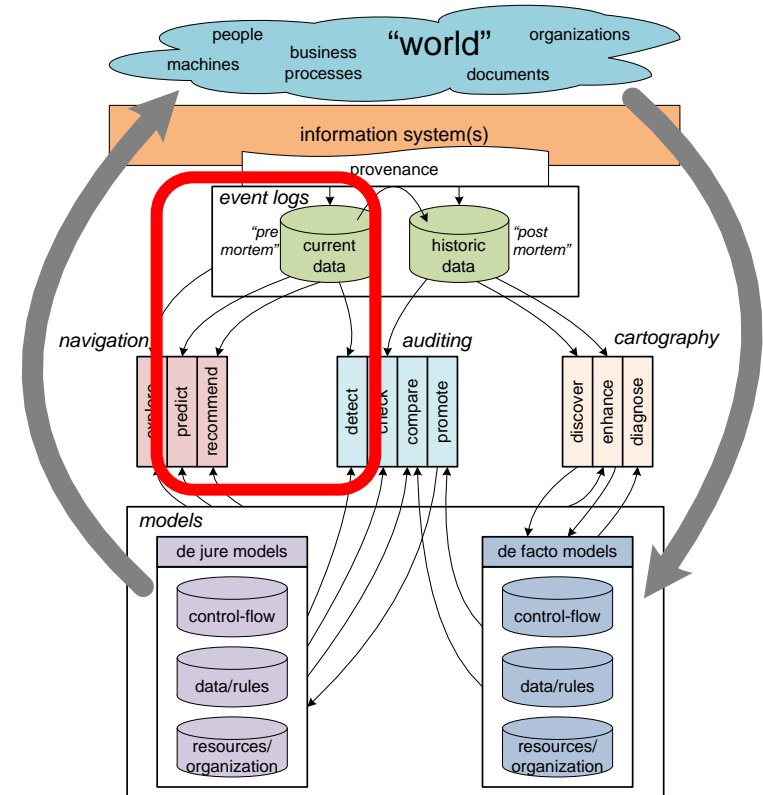 people
"world"
organizations
machines
business
processes
documents
information system(s)
provenance
event logs
"pre
mortem"
current
data
historic
data
"post
mortem"
navigation
auditing
cartography
explore
predict
recommend
detect
check
compare
promote
discover
enhance
diagnose
models
de jure models
de facto models
control-flow
control-flow
data/rules
data/rules
resources/
organization
resources/
organization